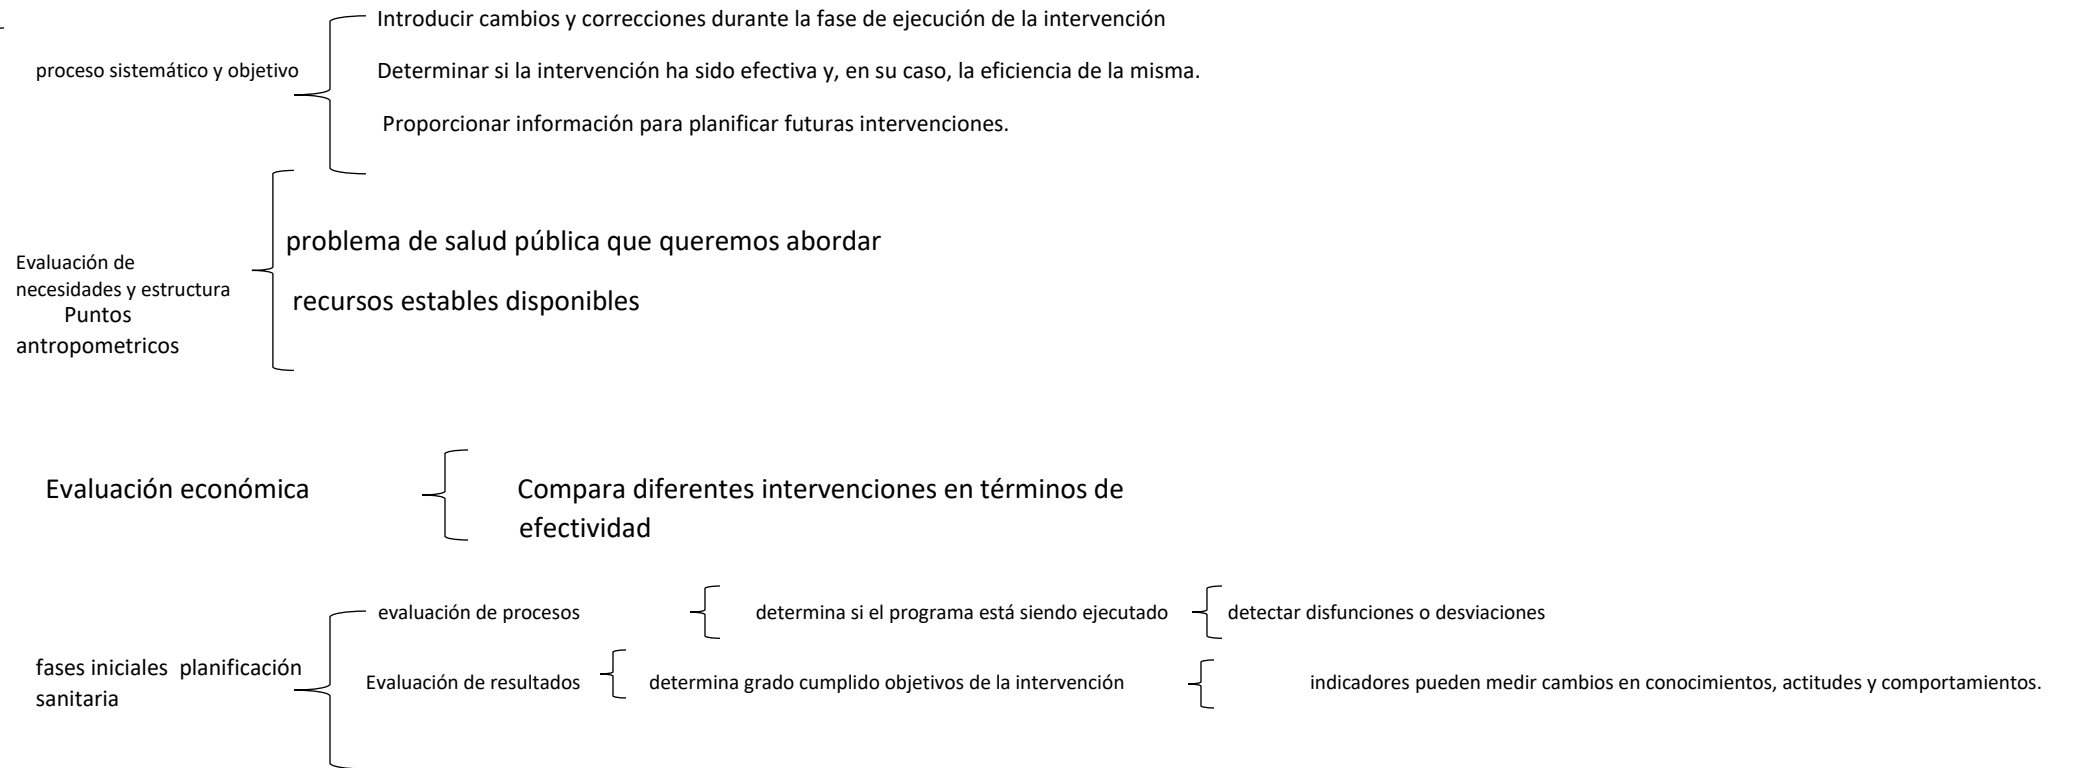 Introducir cambios y correcciones durante la fase de ejecución de la intervención
proceso sistemático y objetivo
Determinar si la intervención ha sido efectiva y, en su caso, la eficiencia de la misma.
Proporcionar información para planificar futuras intervenciones.
problema de salud pública que queremos abordar
Evaluación de
necesidades y estructura
Puntos
antropometricos
recursos estables disponibles
Evaluación económica
Compara diferentes intervenciones en términos de
efectividad
fases iniciales planificación
sanitaria
evaluación de procesos
determina si el programa está siendo ejecutado
detectar disfunciones o desviaciones
Evaluación de resultados
determina grado cumplido objetivos de la intervención
indicadores pueden medir cambios en conocimientos, actitudes y comportamientos.